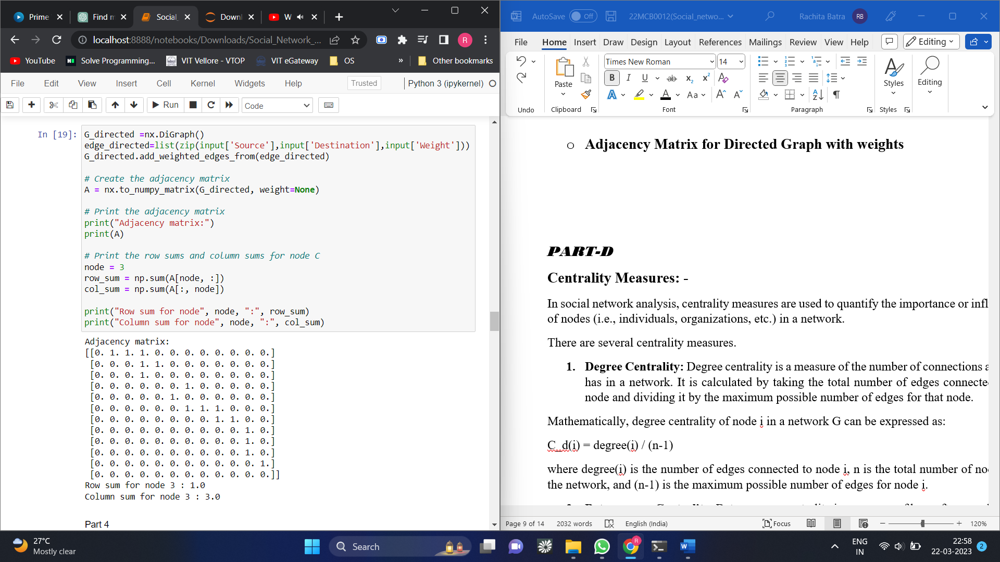 Prime
Find m
Social_
Downl
W
localhost:8888/notebooks/Downloads/Social_Network_...
R
YouTube
Solve Programming...
VIT Vellore - VTOP
VIT eGateway
OS
»
Other bookmarks
File Edit View Insert Cell Kernel Widgets Help
Trusted
Python 3 (ipykernel)
Run
Code
In [19]:
G_directed =nx.DiGraph()
edge_directed=list(zip(input['Source'],input['Destination'],input['Weight']))
G_directed.add_weighted_edges_from(edge_directed)
# Create the adjacency matrix
A = nx.to_numpy_matrix(G_directed, weight=None)
# Print the adjacency matrix
print("Adjacency matrix:")
print(A)
# Print the row sums and column sums for node C
node = 3
row_sum = np.sum(A[node, :])
col_sum = np.sum(A[:, node])
print("Row sum for node", node, ":", row_sum)
print("Column sum for node", node, ":", col_sum)
Adjacency matrix:
[[0. 1. 1. 1. 0. 0. 0. 0. 0. 0. 0. 0.]
[0. 0. 0. 1. 1. 0. 0. 0. 0. 0. 0. 0.]
[0. 0. 0. 1. 0. 0. 0. 0. 0. 0. 0. 0.]
[0. 0. 0. 0. 0. 0. 1. 0. 0. 0. 0. 0.]
[0. 0. 0. 0. 0. 1. 0. 0. 0. 0. 0. 0.]
[0. 0. 0. 0. 0. 0. 1. 1. 1. 0. 0. 0.]
[0. 0. 0. 0. 0. 0. 0. 0. 1. 1. 0. 0.]
[0. 0. 0. 0. 0. 0. 0. 0. 0. 0. 1. 0.]
[0. 0. 0. 0. 0. 0. 0. 0. 0. 0. 1. 0.]
[0. 0. 0. 0. 0. 0. 0. 0. 0. 0. 1. 0.]
[0. 0. 0. 0. 0. 0. 0. 0. 0. 0. 0. 1.]
[0. 0. 0. 0. 0. 0. 0. 0. 0. 0. 0. 0.]]
Row sum for node 3 : 1.0
Column sum for node 3 : 3.0
Part 4
AutoSave Off
22MCB0012(Social_netwo...
Rachita Batra
RB
File Home Insert Draw Design Layout References Mailings Review View Help
Editing
Paste
Times New Roman
14
Styles
Editing
Undo
Clipboard
Font
Paragraph
Styles
o Adjacency Matrix for Directed Graph with weights
PART-D
Centrality Measures: -
In social network analysis, centrality measures are used to quantify the importance or infl
of nodes (i.e., individuals, organizations, etc.) in a network.
There are several centrality measures.
1. Degree Centrality: Degree centrality is a measure of the number of connections a
has in a network. It is calculated by taking the total number of edges connecte
node and dividing it by the maximum possible number of edges for that node.
Mathematically, degree centrality of node i in a network G can be expressed as:
C_d(i) = degree(i) / (n-1)
where degree(i) is the number of edges connected to node i, n is the total number of no
the network, and (n-1) is the maximum possible number of edges for node i.
Page 9 of 14
2032 words
English (India)
Focus
120%
27°C
Mostly clear
Search
ENG
IN
22:58
22-03-2023
2